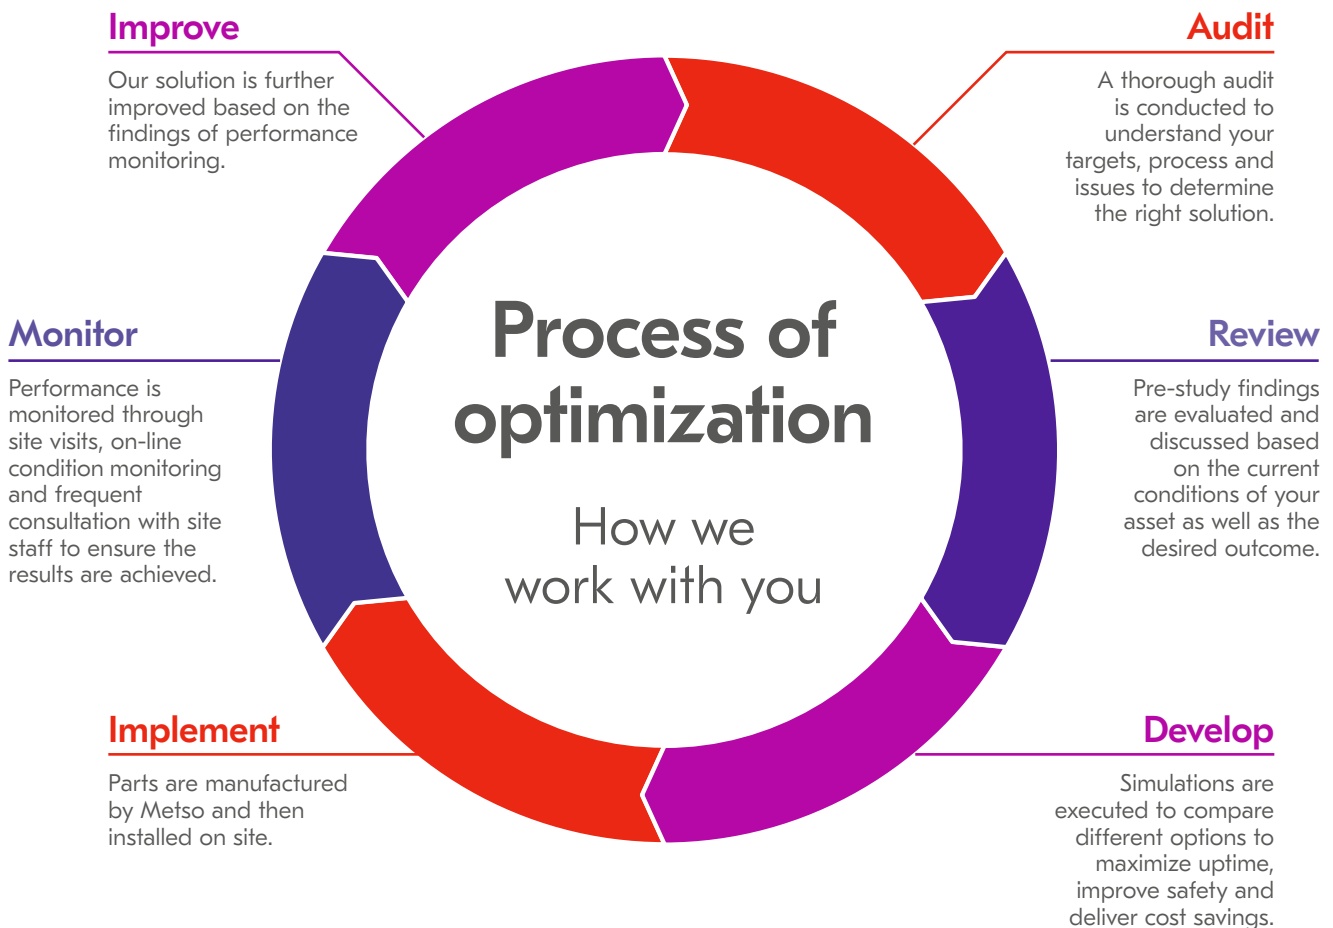 Improve
Our solution is further
improved based on the
findings of performance
monitoring.
Audit
A thorough audit
is conducted to
understand your
targets, process and
issues to determine
the right solution.
Process of
optimization
How we
work with you
Monitor
Performance is
monitored through
site visits, on-line
condition monitoring
and frequent
consultation with site
staff to ensure the
results are achieved.
Review
Pre-study findings
are evaluated and
discussed based
on the current
conditions of your
asset as well as the
desired outcome.
Implement
Parts are manufactured
by Metso and then
installed on site.
Develop
Simulations are
executed to compare
different options to
maximize uptime,
improve safety and
deliver cost savings.